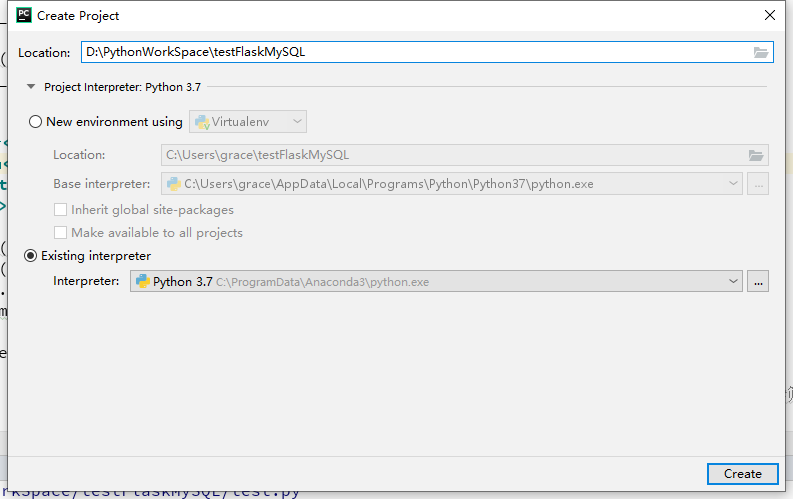 PC Create Project
Location: D:\PythonWorkSpace\testFlaskMySQL
Project Interpreter: Python 3.7
New environment using Virtualenv
Location: C:\Users\grace\testFlaskMySQL
Base interpreter: C:\Users\grace\AppData\Local\Programs\Python\Python37\python.exe ...
Inherit global site-packages
Make available to all projects
Existing interpreter
Interpreter: Python 3.7 C:\ProgramData\Anaconda3\python.exe ...
Create
rkSpace/testFlaskMySQL/test.py